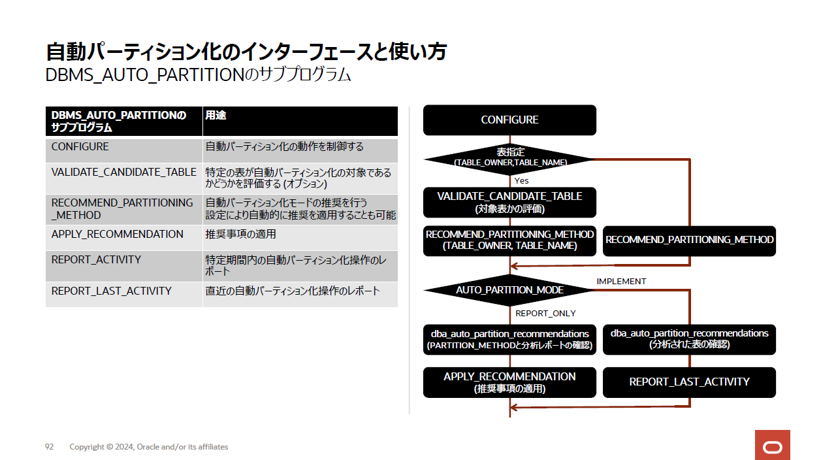 自動パーティション化のインターフェースと使い方
DBMS_AUTO_PARTITIONのサブプログラム
DBMS_AUTO_PARTITIONの
サブプログラム
用途
CONFIGURE
自動パーティション化の動作を制御する
VALIDATE_CANDIDATE_TABLE
特定の表が自動パーティション化の対象である
かどうかを評価する (オプション)
RECOMMEND_PARTITIONING
_METHOD
自動パーティション化モードの推奨を行う
設定により自動的に推奨を適用することも可能
APPLY_RECOMMENDATION
推奨事項の適用
REPORT_ACTIVITY
特定期間内の自動パーティション化操作のレ
ポート
REPORT_LAST_ACTIVITY
直近の自動パーティション化操作のレポート
CONFIGURE
表指定
(TABLE_OWNER,TABLE_NAME)
Yes
VALIDATE_CANDIDATE_TABLE
(対象表かの評価)
RECOMMEND_PARTITIONING_METHOD
(TABLE_OWNER, TABLE_NAME)
RECOMMEND_PARTITIONING_METHOD
AUTO_PARTITION_MODE
IMPLEMENT
REPORT_ONLY
dba_auto_partition_recommendations
(PARTITION_METHODと分析レポートの確認)
dba_auto_partition_recommendations
(分析された表の確認)
APPLY_RECOMMENDATION
(推奨事項の適用)
REPORT_LAST_ACTIVITY
92
Copyright © 2024, Oracle and/or its affiliates